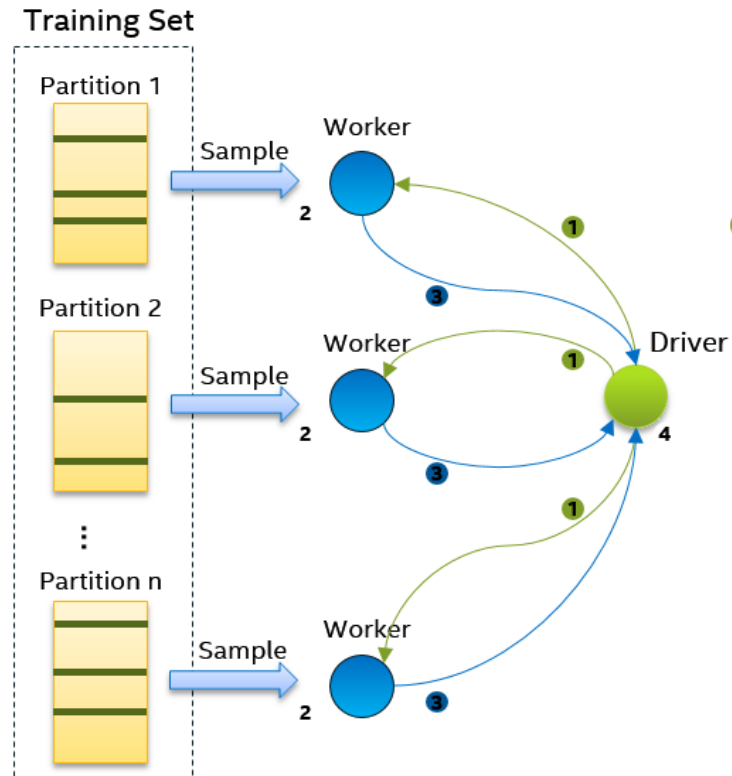 Training Set
Partition 1
Sample
Worker
2
1
3
Partition 2
Sample
Worker
2
1
3
Driver
4
⋮
Partition n
Sample
Worker
2
1
3